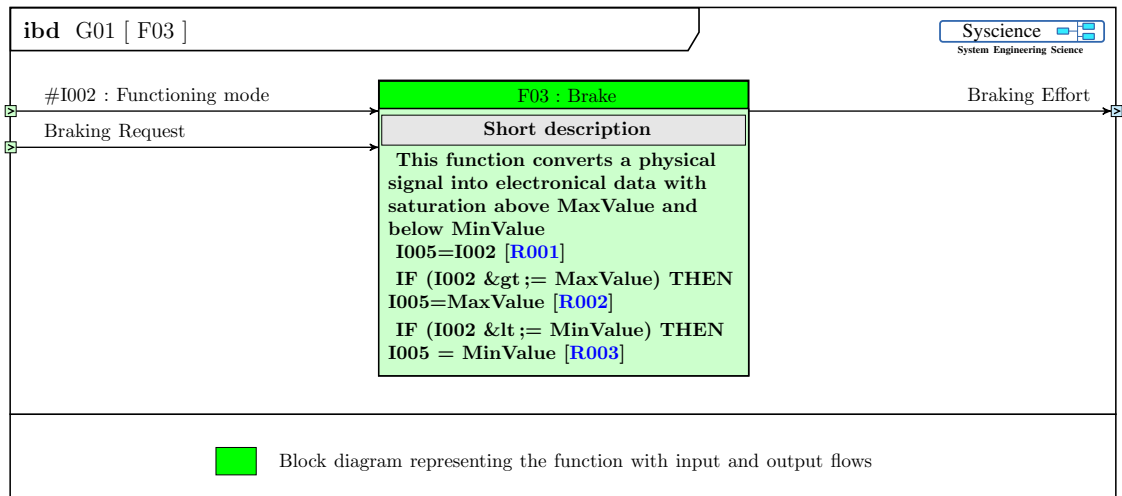 ibd G01 [ F03 ]
Syscience
System Engineering Science
#I002 : Functioning mode
F03 : Brake
Braking Effort
Braking Request
Short description
This function converts a physical
signal into electronical data with
saturation above MaxValue and
below MinValue
I005=I002 [R001]
IF (I002 &gt ;= MaxValue) THEN
I005=MaxValue [R002]
IF (I002 &lt ;= MinValue) THEN
I005 = MinValue [R003]
Block diagram representing the function with input and output flows